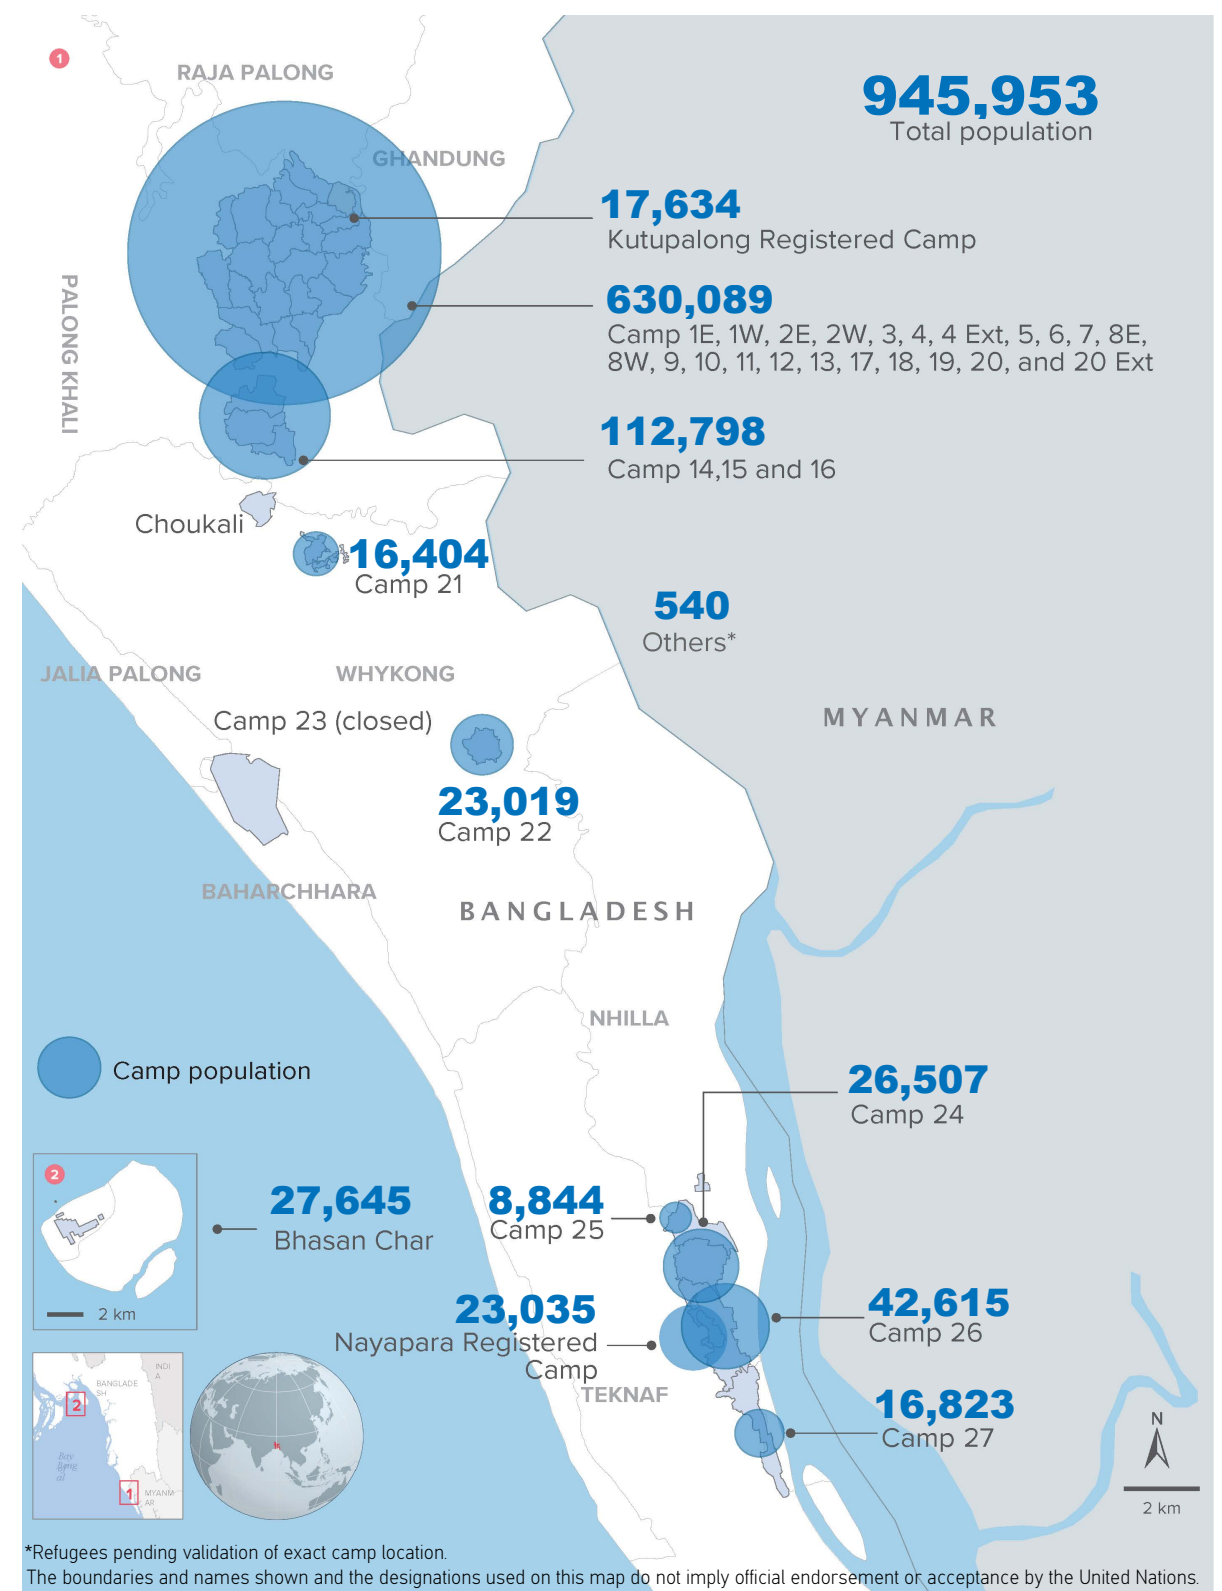 1
RAJA PALONG
945,953
Total population
GHANDUNG
17,634
Kutupalong Registered Camp
PALONG KHALI
630,089
Camp 1E, 1W, 2E, 2W, 3, 4, 4 Ext, 5, 6, 7, 8E,
8W, 9, 10, 11, 12, 13, 17, 18, 19, 20, and 20 Ext
112,798
Camp 14,15 and 16
Choukali
16,404
Camp 21
540
Others*
JALIA PALONG
WHYKONG
Camp 23 (closed)
MYANMAR
23,019
Camp 22
BAHARCHHARA
BANGLADESH
NHILLA
Camp population
26,507
Camp 24
2
27,645
Bhasan Char
8,844
Camp 25
2 km
23,035
Nayapara Registered
Camp
42,615
Camp 26
TEKNAF
16,823
Camp 27
INDI
A
BANGLADE
SH
2
Bay
1
MYANM
AR
N
2 km
*Refugees pending validation of exact camp location.
The boundaries and names shown and the designations used on this map do not imply official endorsement or acceptance by the United Nations.